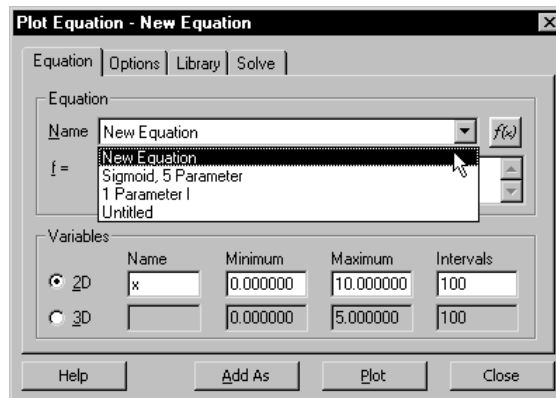 Plot Equation - New Equation
Equation Options Library Solve
Equation
Name New Equation f(x)
New Equation
f =
Sigmoid, 5 Parameter
1 Parameter I
Untitled
Variables
Name Minimum Maximum Intervals
2D x 0.000000 10.000000 100
3D 0.000000 5.000000 100
Help Add As Plot Close